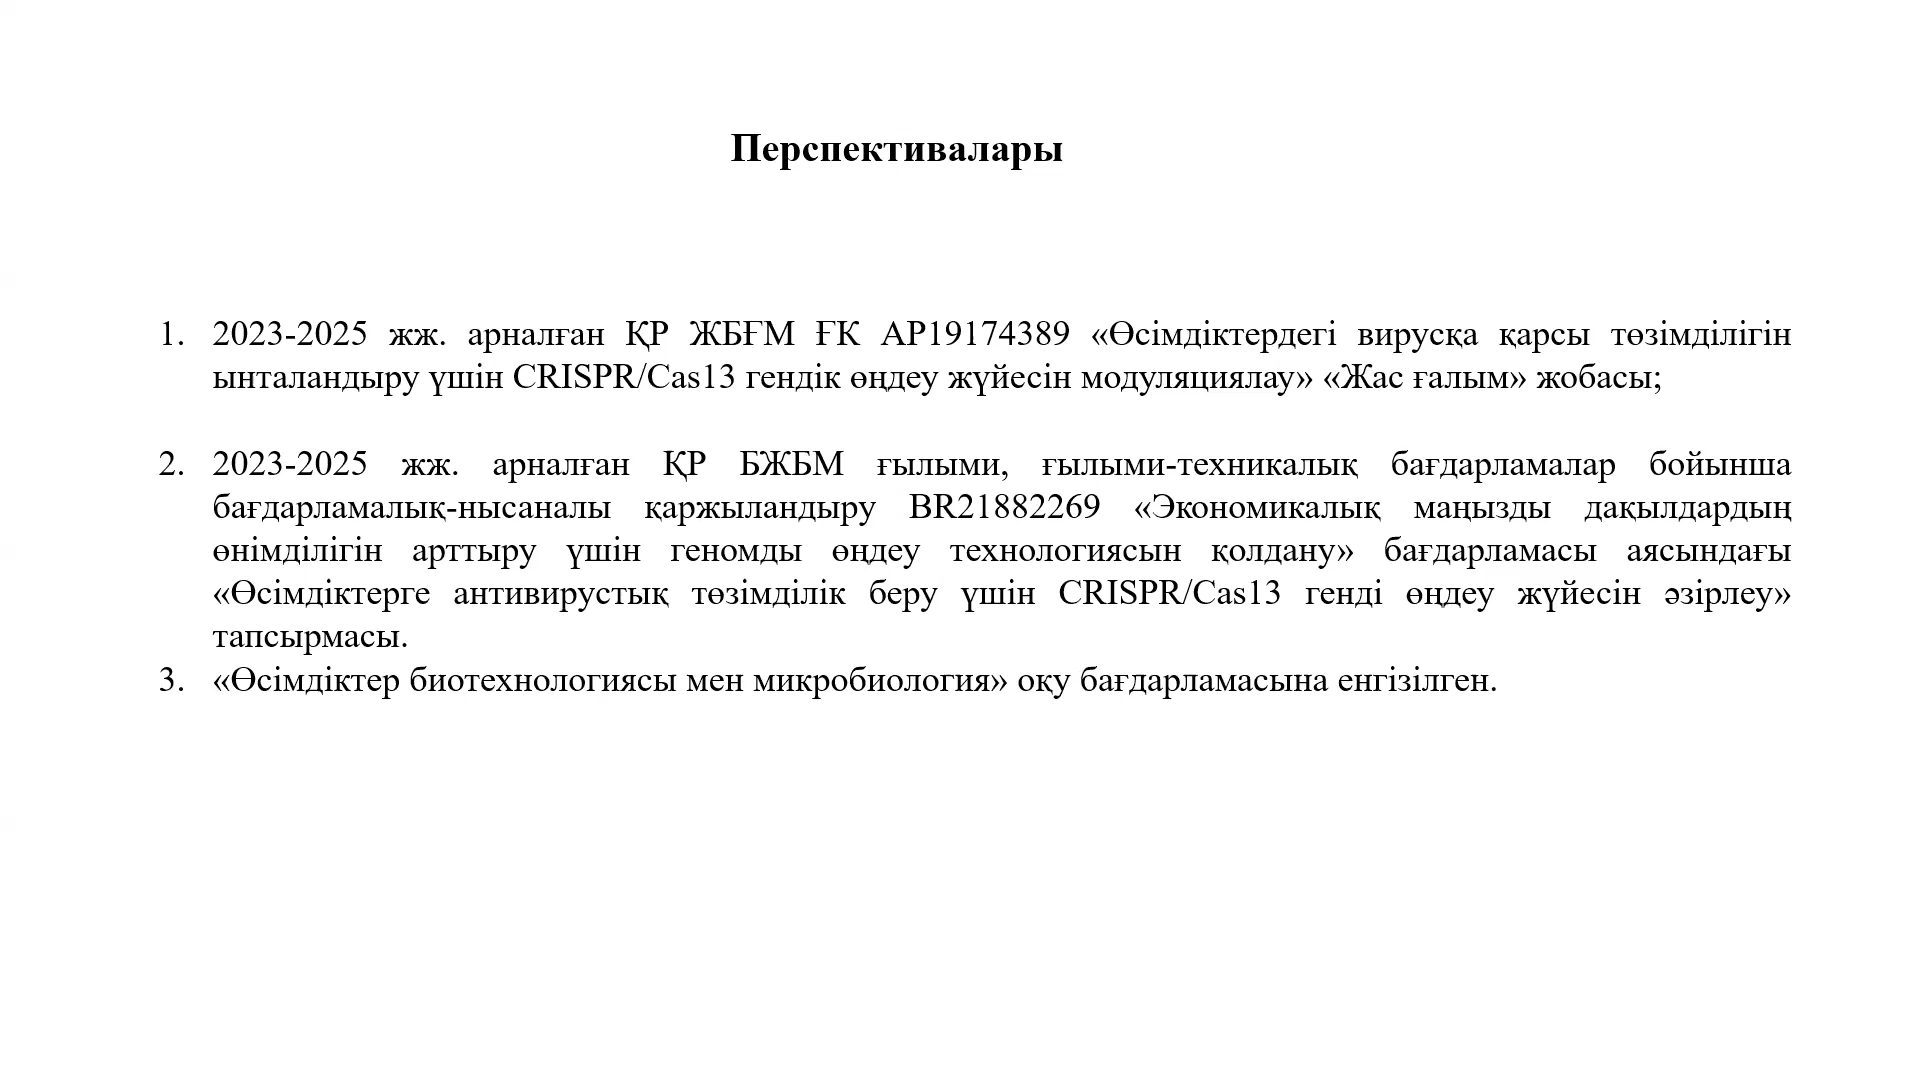 Перспективалары
1. 2023-2025 жж. арналған ҚР ЖБҒМ ҒК AP19174389 «Өсімдіктердегі вирусқа қарсы төзімділігін
ынталандыру үшін CRISPR/Cas13 гендік өңдеу жүйесін модуляциялау» «Жас ғалым» жобасы;
2. 2023-2025 жж. арналған ҚР БЖБМ ғылыми, ғылыми-техникалық бағдарламалар бойынша
бағдарламалық-нысаналы қаржыландыру BR21882269 «Экономикалық маңызды дақылдардың
өнімділігін арттыру үшін геномды өңдеу технологиясын қолдану» бағдарламасы аясындағы
«Өсімдіктерге антивирустық төзімділік беру үшін CRISPR/Cas13 генді өңдеу жүйесін әзірлеу»
тапсырмасы.
3. «Өсімдіктер биотехнологиясы мен микробиология» оқу бағдарламасына енгізілген.